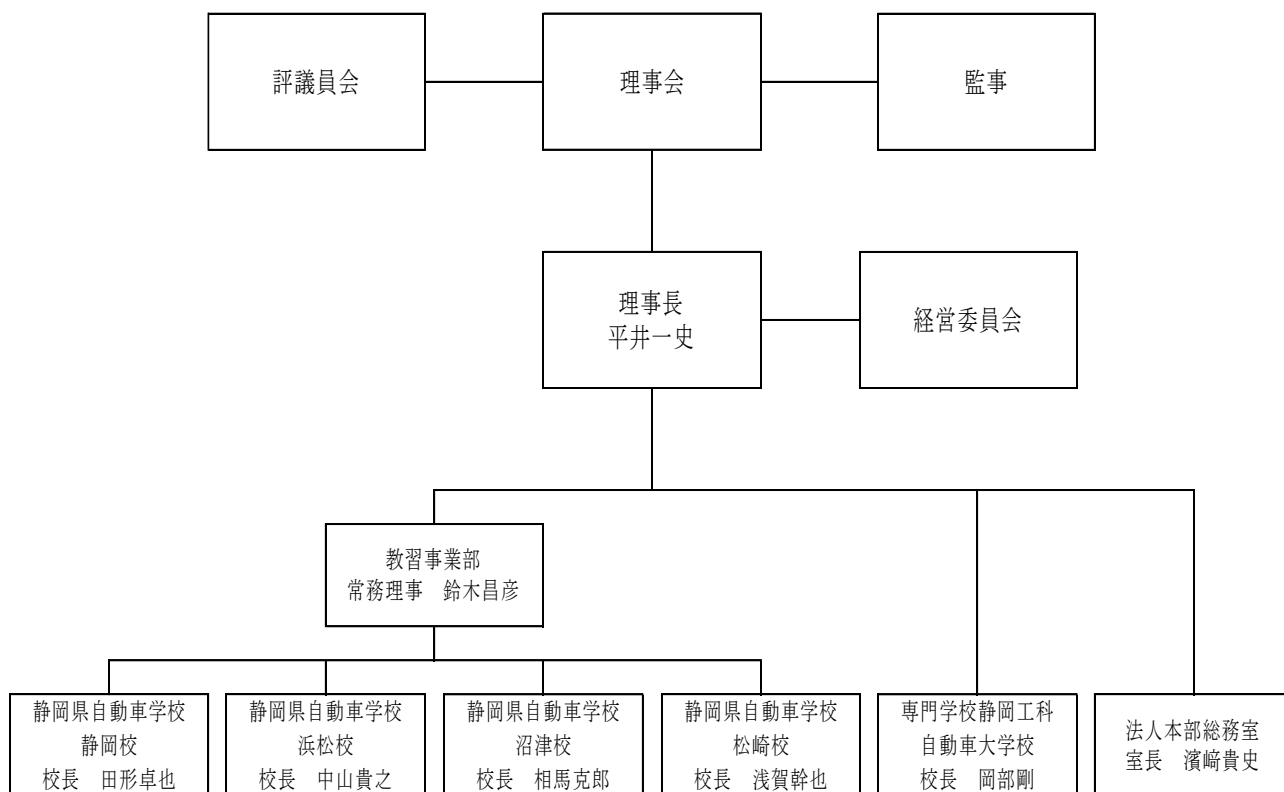 評議員会
理事会
監事
理事長
平井一史
経営委員会
教習事業部
常務理事　鈴木昌彦
静岡県自動車学校
静岡校
校長　田形卓也
静岡県自動車学校
浜松校
校長　中山貴之
静岡県自動車学校
沼津校
校長　相馬克郎
静岡県自動車学校
松崎校
校長　浅賀幹也
専門学校静岡工科
自動車大学校
校長　岡部剛
法人本部総務室
室長　濱﨑貴史